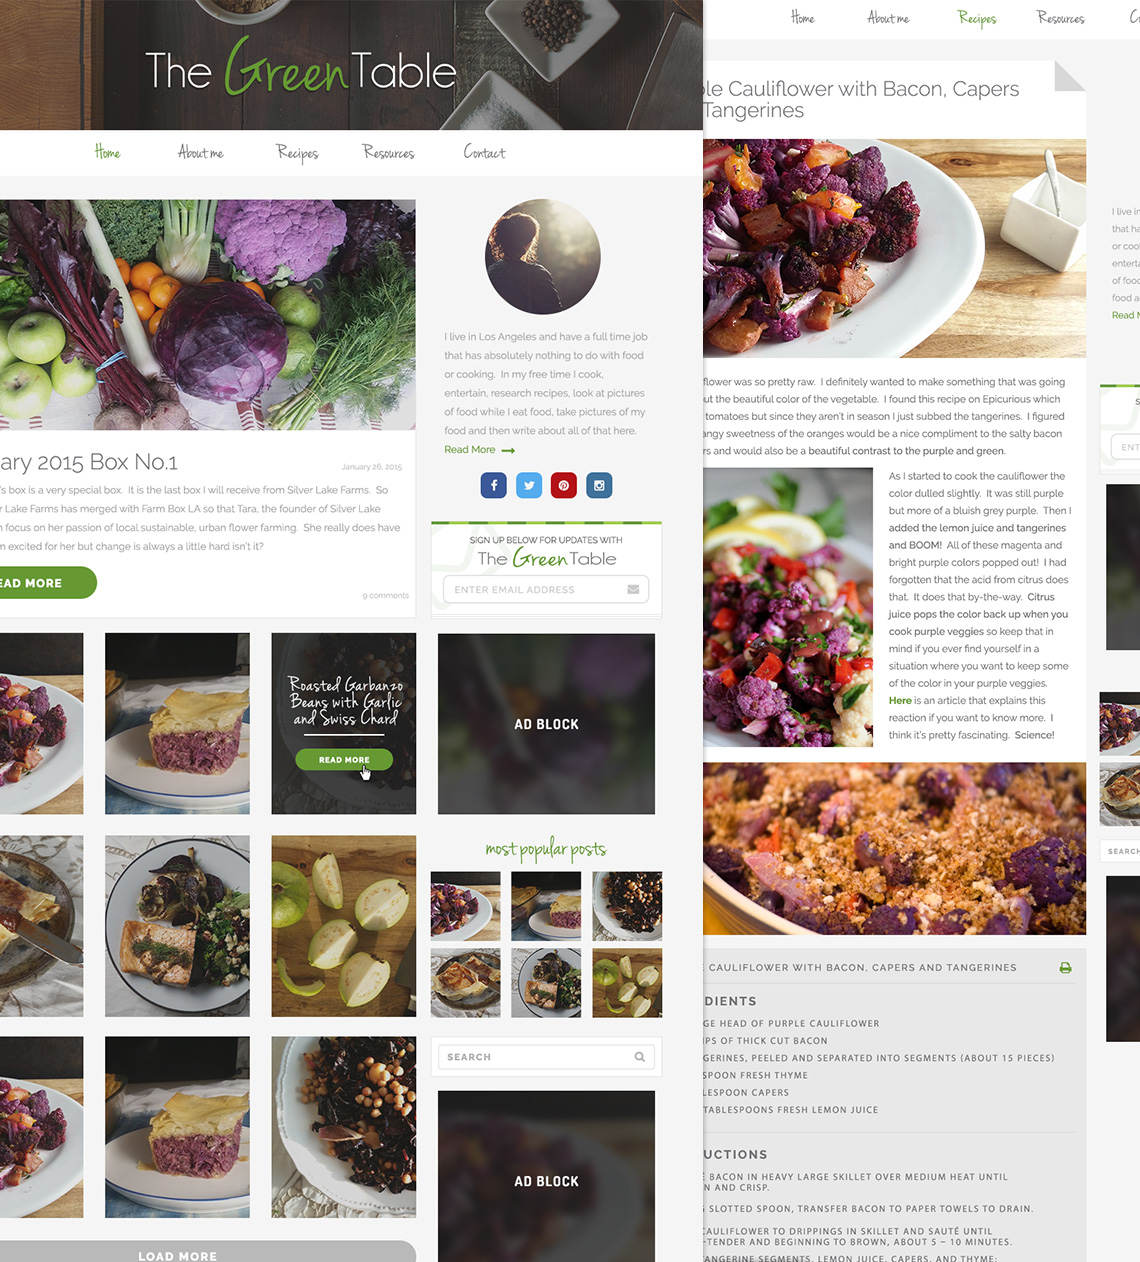 The Green Table
Home About me Recipes Resources Contact
ary 2015 Box No.1
January 26, 2015
's box is a very special box. It is the last box I will receive from Silver Lake Farms. So
r Lake Farms has merged with Farm Box LA so that Tara, the founder of Silver Lake
n focus on her passion of local sustainable, urban flower farming. She really does have
m excited for her but change is always a little hard isn't it?
EAD MORE
9 comments
I live in Los Angeles and have a full time job
that has absolutely nothing to do with food
or cooking. In my free time I cook,
entertain, research recipes, look at pictures
of food while I eat food, take pictures of my
food and then write about all of that here.
Read More
SIGN UP BELOW FOR UPDATES WITH
The Green Table
ENTER EMAIL ADDRESS
Roasted Garbanzo
Beans with Garlic
and Swiss Chard
READ MORE
AD BLOCK
most popular posts
SEARCH
AD BLOCK
LOAD MORE
Home About me Recipes Resources C
ple Cauliflower with Bacon, Capers
Tangerines
flower was so pretty raw. I definitely wanted to make something that was going
ut the beautiful color of the vegetable. I found this recipe on Epicurious which
tomatoes but since they aren't in season I just subbed the tangerines. I figured
angy sweetness of the oranges would be a nice compliment to the salty bacon
rs and would also be a beautiful contrast to the purple and green.
As I started to cook the cauliflower the
color dulled slightly. It was still purple
but more of a bluish grey purple. Then I
added the lemon juice and tangerines
and BOOM! All of these magenta and
bright purple colors popped out! I had
forgotten that the acid from citrus does
that. It does that by-the-way. Citrus
juice pops the color back up when you
cook purple veggies so keep that in
mind if you ever find yourself in a
situation where you want to keep some
of the color in your purple veggies.
Here is an article that explains this
reaction if you want to know more. I
think it's pretty fascinating. Science!
E CAULIFLOWER WITH BACON, CAPERS AND TANGERINES
DIENTS
GE HEAD OF PURPLE CAULIFLOWER
IPS OF THICK CUT BACON
GERINES, PEELED AND SEPARATED INTO SEGMENTS (ABOUT 15 PIECES)
SPOON FRESH THYME
LESPOON CAPERS
TABLESPOONS FRESH LEMON JUICE
UCTIONS
E BACON IN HEAVY LARGE SKILLET OVER MEDIUM HEAT UNTIL
N AND CRISP.
G SLOTTED SPOON, TRANSFER BACON TO PAPER TOWELS TO DRAIN.
CAULIFLOWER TO DRIPPINGS IN SKILLET AND SAUTÉ UNTIL
-TENDER AND BEGINNING TO BROWN, ABOUT 5 – 10 MINUTES.
ANGERINE SEGMENTS, LEMON JUICE, CAPERS, AND THYME;
I live in
that ha
or coo
enterta
of food
food a
Read M
S
ENT
SEARCH